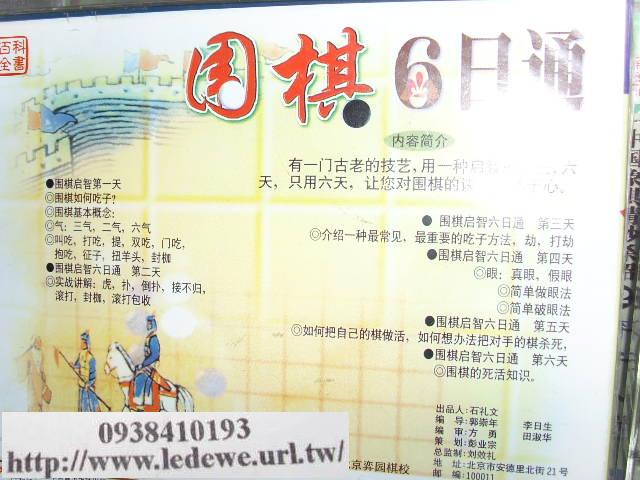 百科
全書
围棋 6日通
内容简介
有一门古老的技艺，用一种启
六
天，只用六天，让您对围棋的
心。
●围棋启智第一天
◎围棋如何吃子？
◎围棋基本概念：
◎气：三气，二气，六气
◎叫吃，打吃，提，双吃，门吃，
抱吃，征子，扭羊头，封枷
●围棋启智六日通 第二天
◎实战讲解：虎，扑，倒扑，接不归，
滚打，封枷，滚打包收
●围棋启智六日通 第三天
◎介绍一种最常见，最重要的吃子方法，劫，打劫
●围棋启智六日通 第四天
◎眼：真眼，假眼
◎简单做眼法
◎简单破眼法
●围棋启智六日通 第五天
◎如何把自己的棋做活，如何想办法把对手的棋杀死，
●围棋启智六日通 第六天
◎围棋的死活知识。
出品人：石礼文
编 导：郭崇年 李日生
编 审：方 勇 田淑华
策 划：彭业宗
总监制：刘效礼
地 址：北京市安德里北街21号
邮 编：100011
京弈园棋校
0938410193
http://www.ledewe.url.tw/